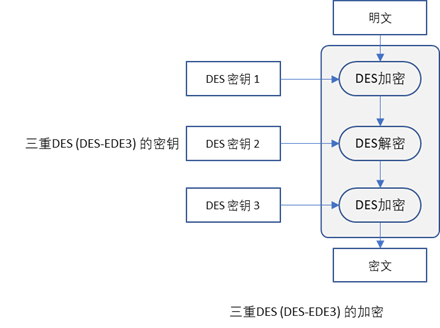 明文
DES 密钥 1
DES加密
三重DES (DES-EDE3) 的密钥
DES 密钥 2
DES解密
DES 密钥 3
DES加密
密文
三重DES (DES-EDE3) 的加密